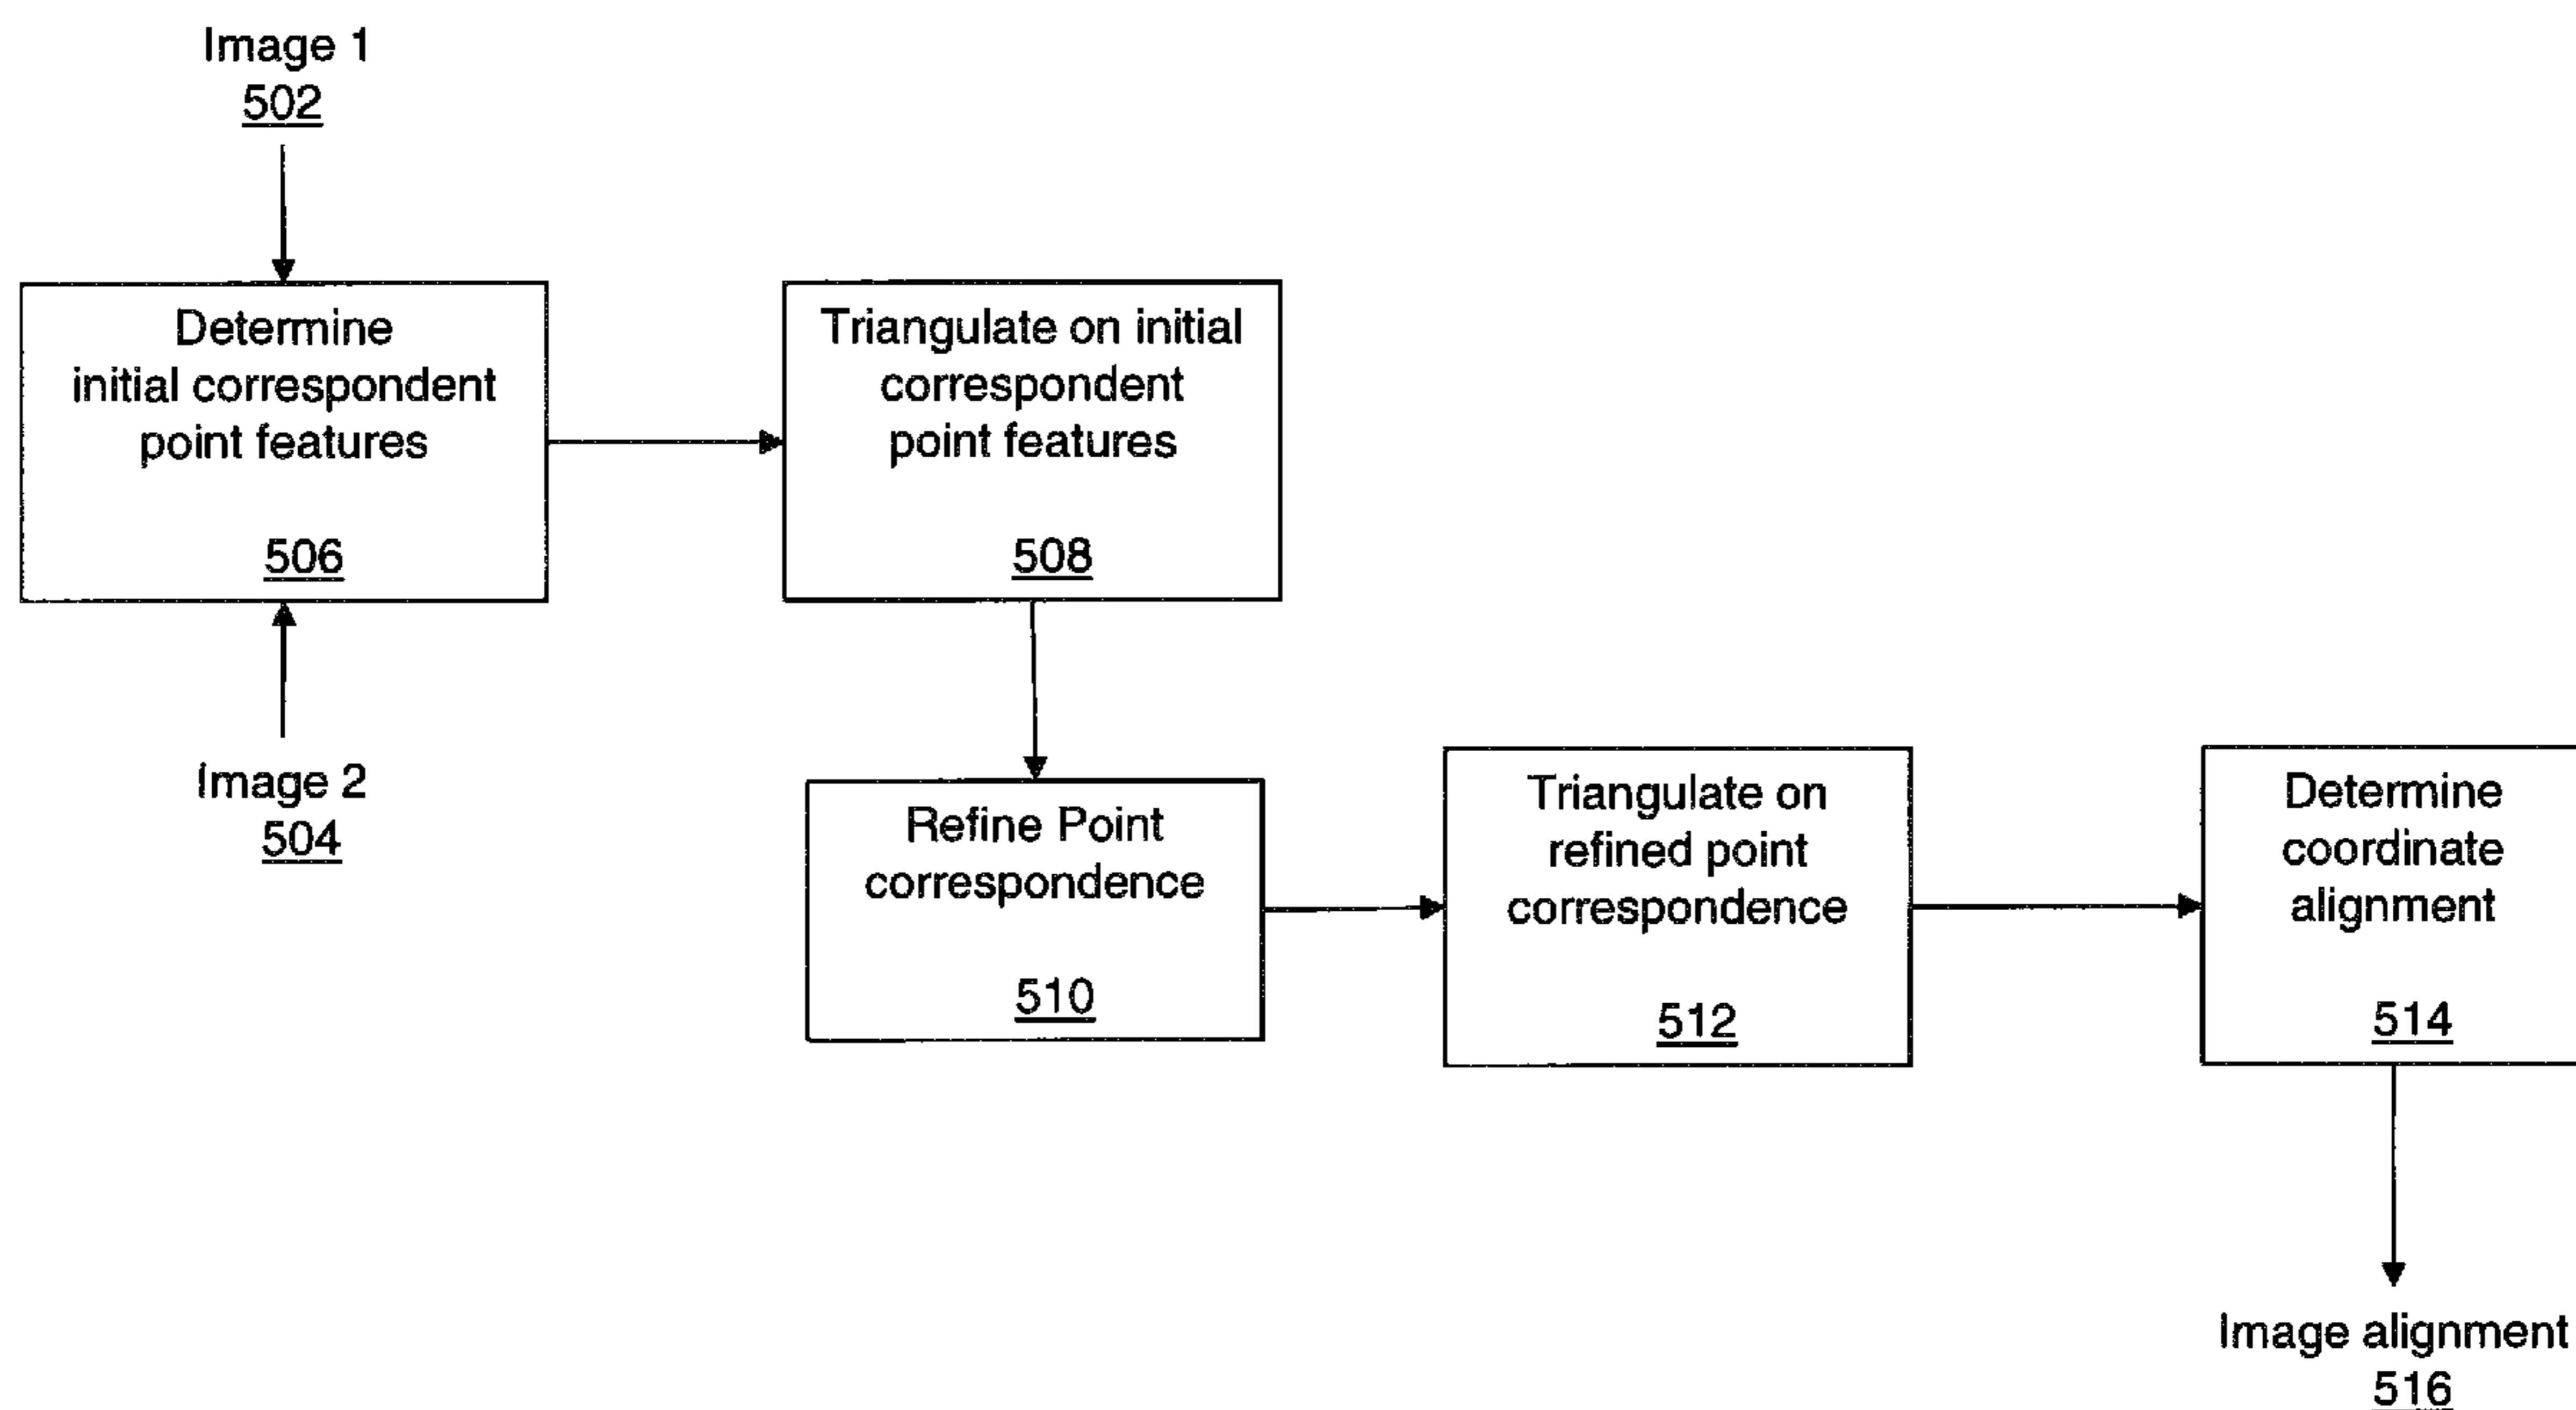 Image 1
502
Determine
initial correspondent
point features
506
Triangulate on initial
correspondent
point features
508
Image 2
504
Refine Point
correspondence
510
Triangulate on
refined point
correspondence
512
Determine
coordinate
alignment
514
Image alignment
516